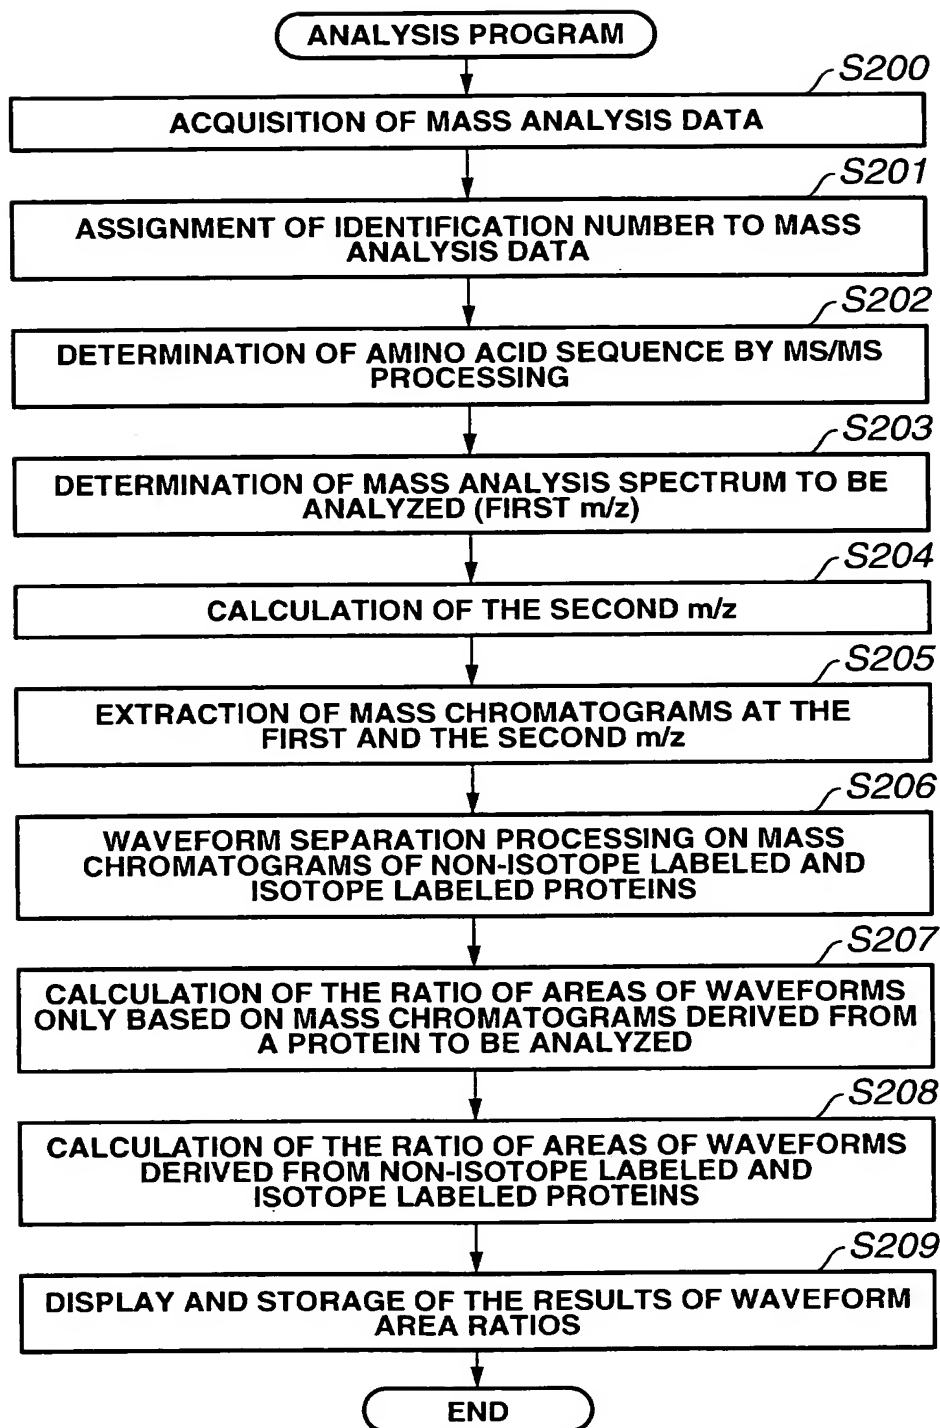 ANALYSIS PROGRAM
S200
ACQUISITION OF MASS ANALYSIS DATA
S201
ASSIGNMENT OF IDENTIFICATION NUMBER TO MASS
ANALYSIS DATA
S202
DETERMINATION OF AMINO ACID SEQUENCE BY MS/MS
PROCESSING
S203
DETERMINATION OF MASS ANALYSIS SPECTRUM TO BE
ANALYZED (FIRST m/z)
S204
CALCULATION OF THE SECOND m/z
S205
EXTRACTION OF MASS CHROMATOGRAMS AT THE
FIRST AND THE SECOND m/z
S206
WAVEFORM SEPARATION PROCESSING ON MASS
CHROMATOGRAMS OF NON-ISOTOPE LABELED AND
ISOTOPE LABELED PROTEINS
S207
CALCULATION OF THE RATIO OF AREAS OF WAVEFORMS
ONLY BASED ON MASS CHROMATOGRAMS DERIVED FROM
A PROTEIN TO BE ANALYZED
S208
CALCULATION OF THE RATIO OF AREAS OF WAVEFORMS
DERIVED FROM NON-ISOTOPE LABELED AND
ISOTOPE LABELED PROTEINS
S209
DISPLAY AND STORAGE OF THE RESULTS OF WAVEFORM
AREA RATIOS
END